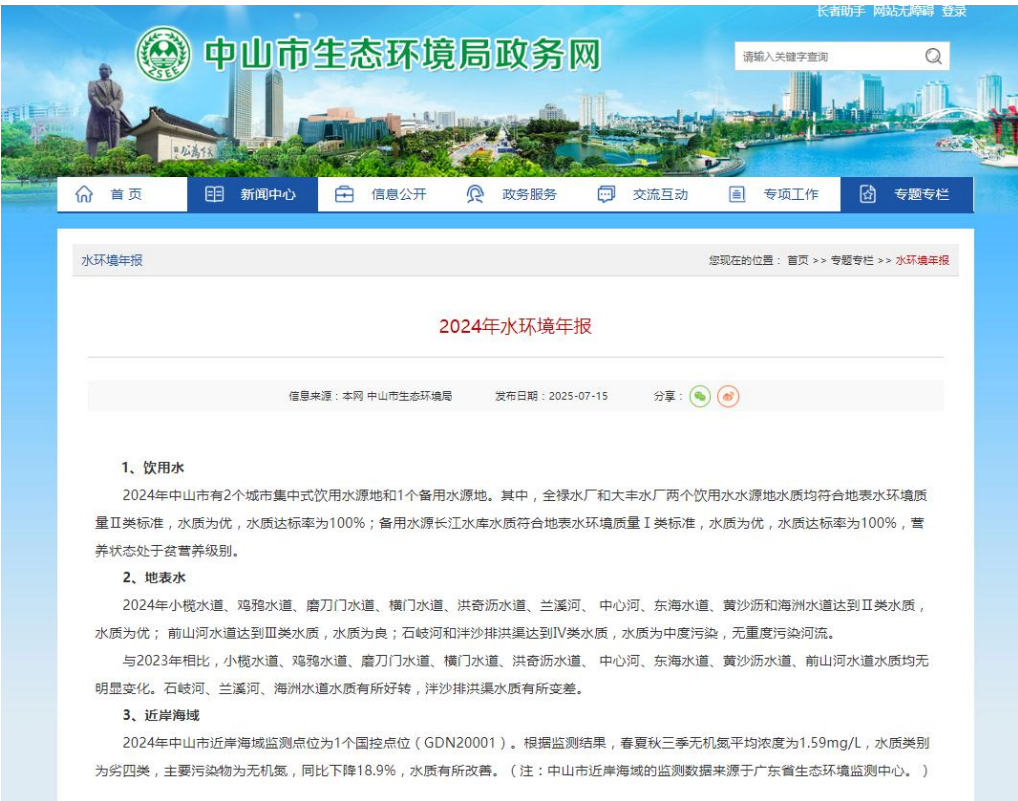 长者助手 网站无障碍 登录
ZSEE
中山市生态环境局政务网
请输入关键字查询
天下为公
首页 新闻中心 信息公开 政务服务 交流互动 专项工作 专题专栏
水环境年报 您现在的位置：首页 >> 专题专栏 >> 水环境年报
2024年水环境年报
信息来源：本网 中山市生态环境局 发布日期：2025-07-15 分享：
1、饮用水
2024年中山市有2个城市集中式饮用水源地和1个备用水源地。其中，全禄水厂和大丰水厂两个饮用水水源地水质均符合地表水环境质
量Ⅱ类标准，水质为优，水质达标率为100%；备用水源长江水库水质符合地表水环境质量Ⅰ类标准，水质为优，水质达标率为100%，营
养状态处于贫营养级别。
2、地表水
2024年小榄水道、鸡鸦水道、磨刀门水道、横门水道、洪奇沥水道、兰溪河、 中心河、东海水道、黄沙沥和海洲水道达到Ⅱ类水质，
水质为优； 前山河水道达到Ⅲ类水质，水质为良；石岐河和泮沙排洪渠达到Ⅳ类水质，水质为中度污染，无重度污染河流。
与2023年相比，小榄水道、鸡鸦水道、磨刀门水道、横门水道、洪奇沥水道、 中心河、东海水道、黄沙沥水道、前山河水道水质均无
明显变化。石岐河、兰溪河、海洲水道水质有所好转，泮沙排洪渠水质有所变差。
3、近岸海域
2024年中山市近岸海域监测点位为1个国控点位（GDN20001）。根据监测结果，春夏秋三季无机氮平均浓度为1.59mg/L，水质类别
为劣四类，主要污染物为无机氮，同比下降18.9%，水质有所改善。（注：中山市近岸海域的监测数据来源于广东省生态环境监测中心。）